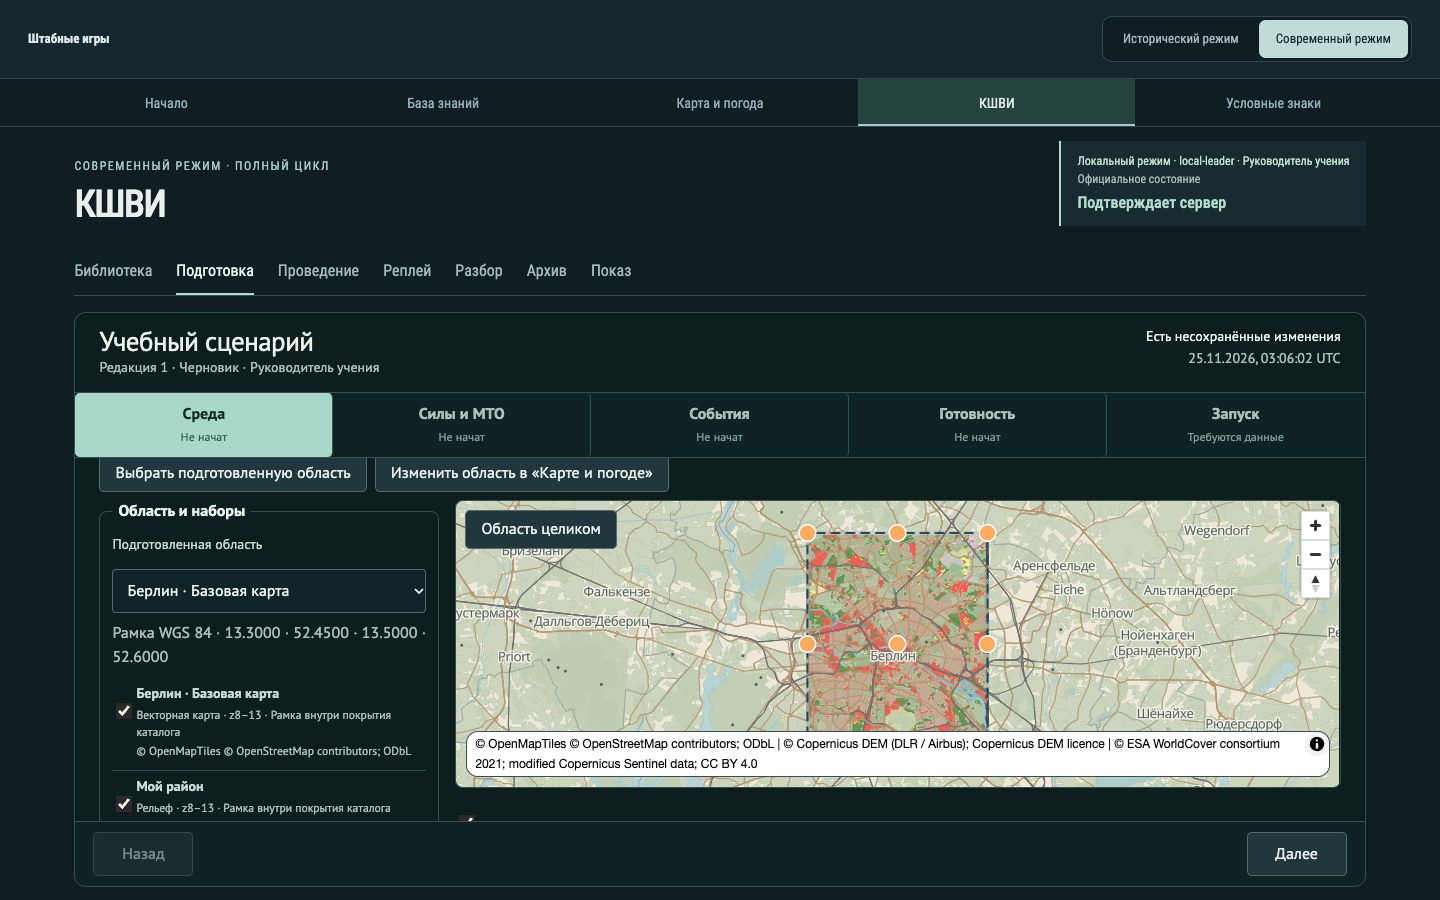 Штабные игры
Исторический режим
Современный режим
Начало
База знаний
Карта и погода
КШВИ
Условные знаки
СОВРЕМЕННЫЙ РЕЖИМ · ПОЛНЫЙ ЦИКЛ
КШВИ
Локальный режим · local-leader · Руководитель учения
Официальное состояние
Подтверждает сервер
Библиотека
Подготовка
Проведение
Реплей
Разбор
Архив
Показ
Учебный сценарий
Редакция 1 · Черновик · Руководитель учения
Есть несохранённые изменения
25.11.2026, 03:06:02 UTC
Среда
Не начат
Силы и МТО
Не начат
События
Не начат
Готовность
Не начат
Запуск
Требуются данные
Выбрать подготовленную область
Изменить область в «Карте и погоде»
Область и наборы
Подготовленная область
Берлин · Базовая карта
Рамка WGS 84 · 13.3000 · 52.4500 · 13.5000 ·
52.6000
Берлин · Базовая карта
Векторная карта · z8–13 · Рамка внутри покрытия
каталога
© OpenMapTiles © OpenStreetMap contributors; ODbL
Мой район
Рельеф · z8–13 · Рамка внутри покрытия каталога
Область целиком
Бризеланг
Wegendorf
Аренсфельде
Фалькензе
Eiche
Альтландсберг
устермарк
Далльгов-Дёбериц
Hönow
Нойенхаген
(Бранденбург)
Priort
Берлин
Шёнайхе
Рюдерсдорф
© OpenMapTiles © OpenStreetMap contributors; ODbL | © Copernicus DEM (DLR / Airbus); Copernicus DEM licence | © ESA WorldCover consortium
2021; modified Copernicus Sentinel data; CC BY 4.0
Назад
Далее